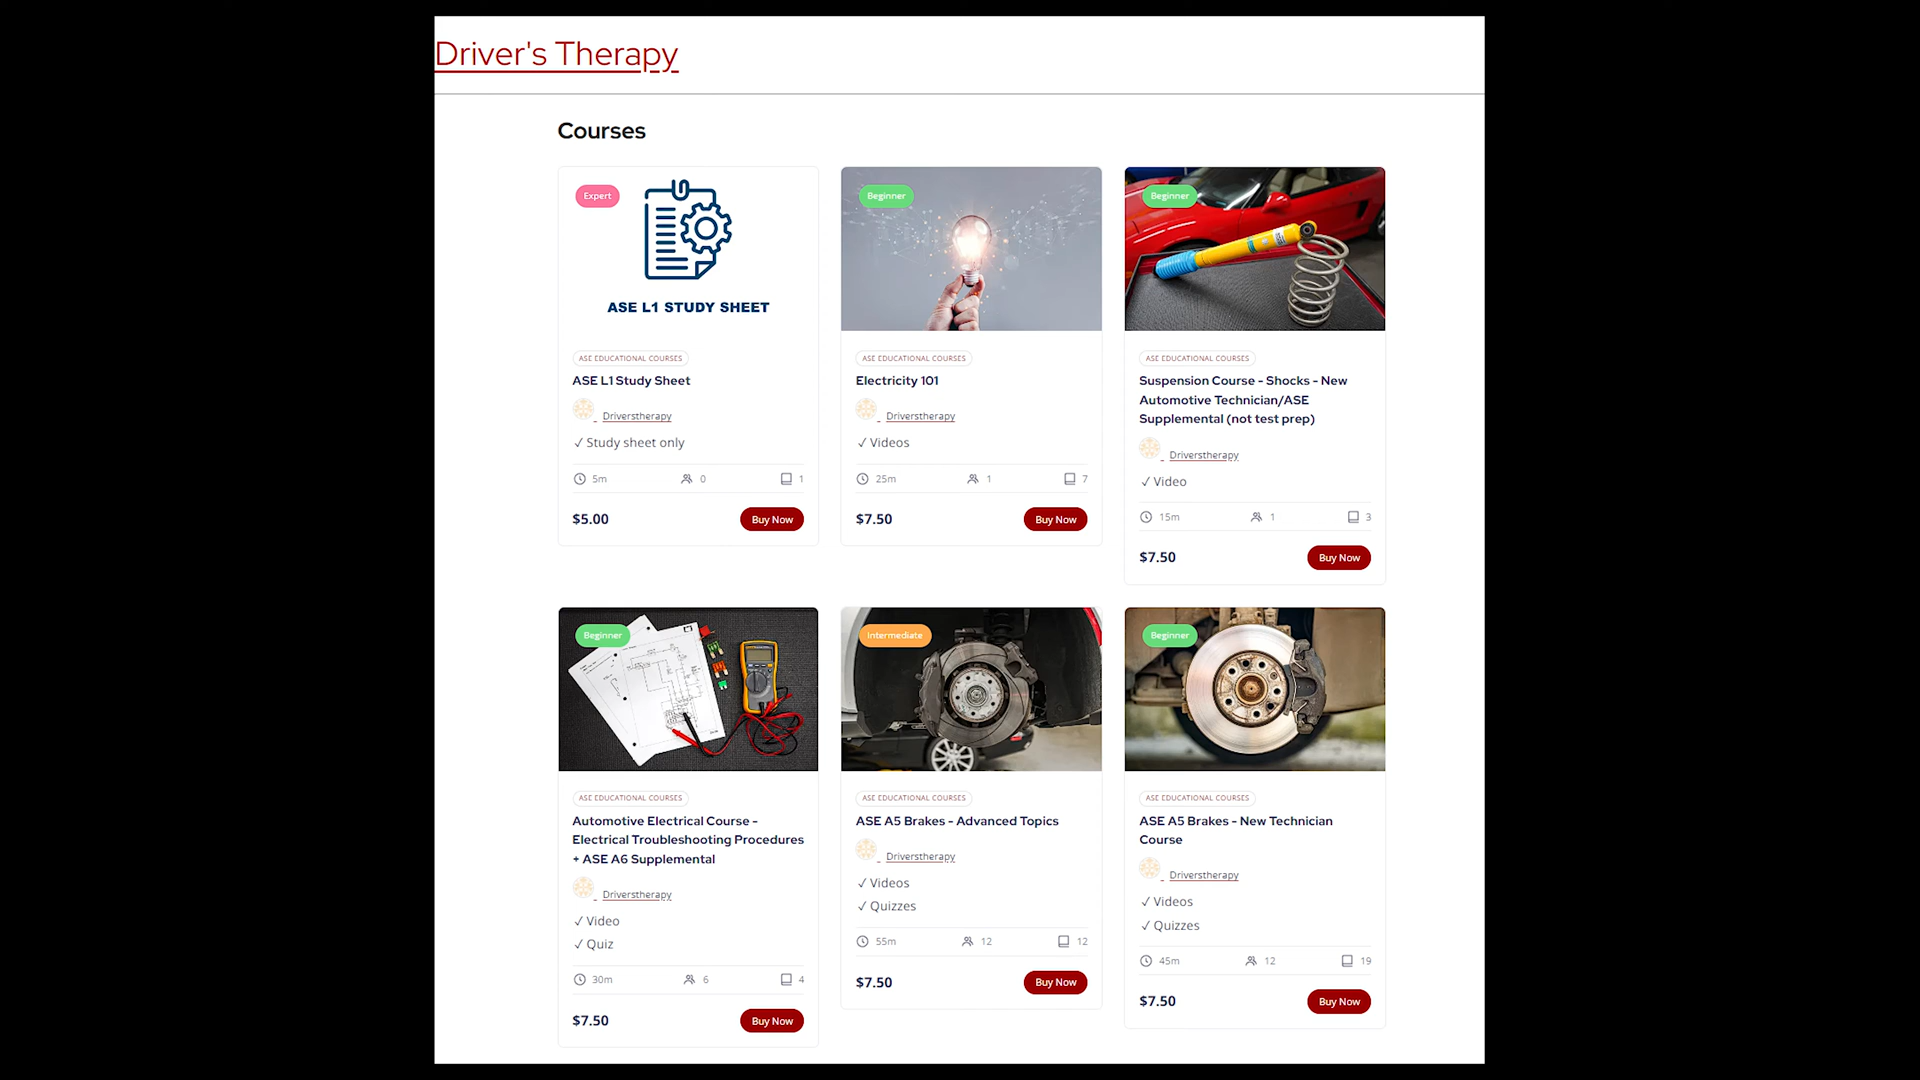 Driver's Therapy
Courses
Expert
ASE L1 STUDY SHEET
ASE EDUCATIONAL COURSES
ASE L1 Study Sheet
Driverstherapy
✓ Study sheet only
5m 0 1
$5.00 Buy Now
Beginner
ASE EDUCATIONAL COURSES
Electricity 101
Driverstherapy
✓ Videos
25m 1 7
$7.50 Buy Now
Beginner
ASE EDUCATIONAL COURSES
Suspension Course - Shocks - New
Automotive Technician/ASE
Supplemental (not test prep)
Driverstherapy
✓ Video
15m 1 3
$7.50 Buy Now
Beginner
ASE EDUCATIONAL COURSES
Automotive Electrical Course -
Electrical Troubleshooting Procedures
+ ASE A6 Supplemental
Driverstherapy
✓ Video
✓ Quiz
30m 6 4
$7.50 Buy Now
Intermediate
ASE EDUCATIONAL COURSES
ASE A5 Brakes - Advanced Topics
Driverstherapy
✓ Videos
✓ Quizzes
55m 12 12
$7.50 Buy Now
Beginner
ASE EDUCATIONAL COURSES
ASE A5 Brakes - New Technician
Course
Driverstherapy
✓ Videos
✓ Quizzes
45m 12 19
$7.50 Buy Now